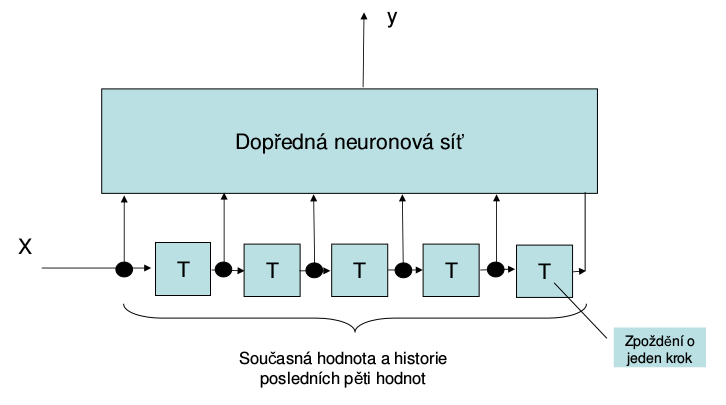 y
Dopředná neuronová síť
X
T
T
T
T
T
Zpoždění o
jeden krok
Současná hodnota a historie
posledních pěti hodnot